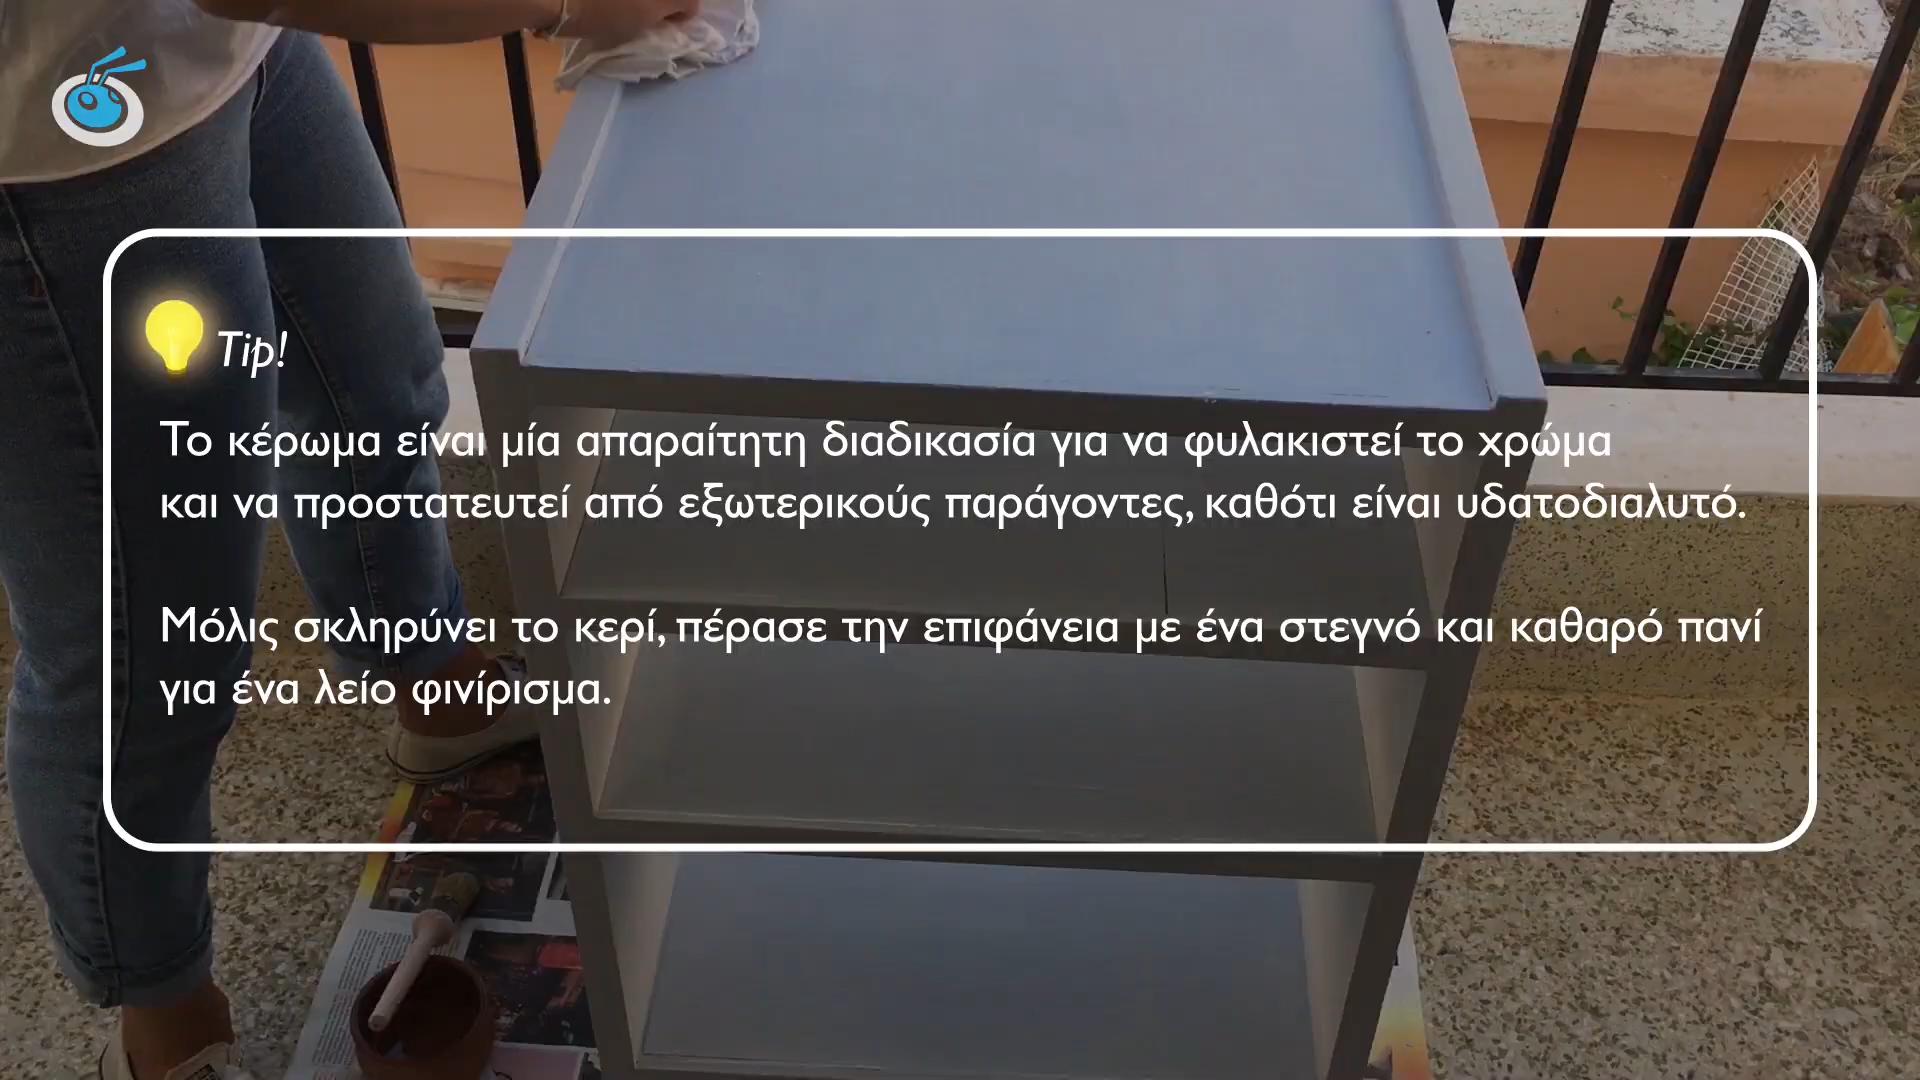 Tip!
Το κέρωμα είναι μία απαραίτητη διαδικασία για να φυλακιστεί το χρώμα
και να προστατευτεί από εξωτερικούς παράγοντες, καθότι είναι υδατοδιαλυτό.
Μόλις σκληρύνει το κερί, πέρασε την επιφάνεια με ένα στεγνό και καθαρό πανί
για ένα λείο φινίρισμα.